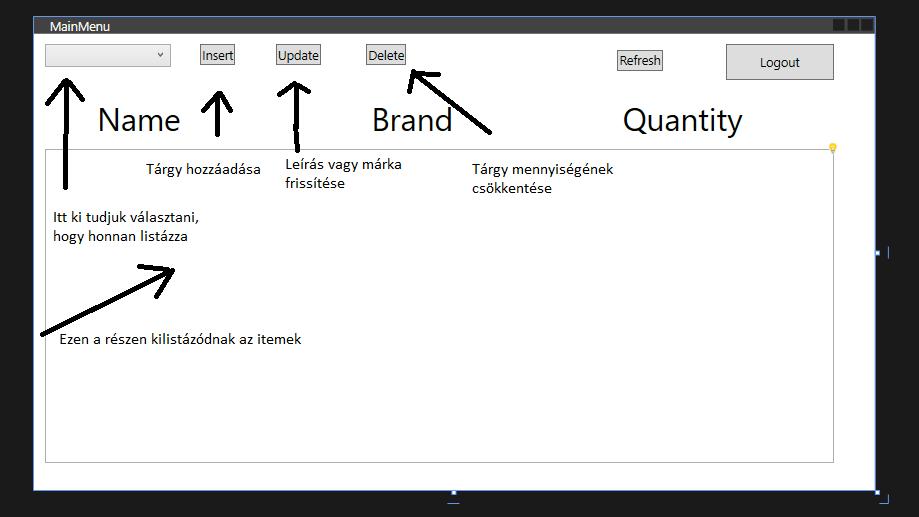 MainMenu
Insert
Update
Delete
Refresh
Logout
Name
Brand
Quantity
Tárgy hozzáadása
Leírás vagy márka
frissítése
Tárgy mennyiségének
csökkentése
Itt ki tudjuk választani,
hogy honnan listázza
Ezen a részen kilistázódnak az itemek